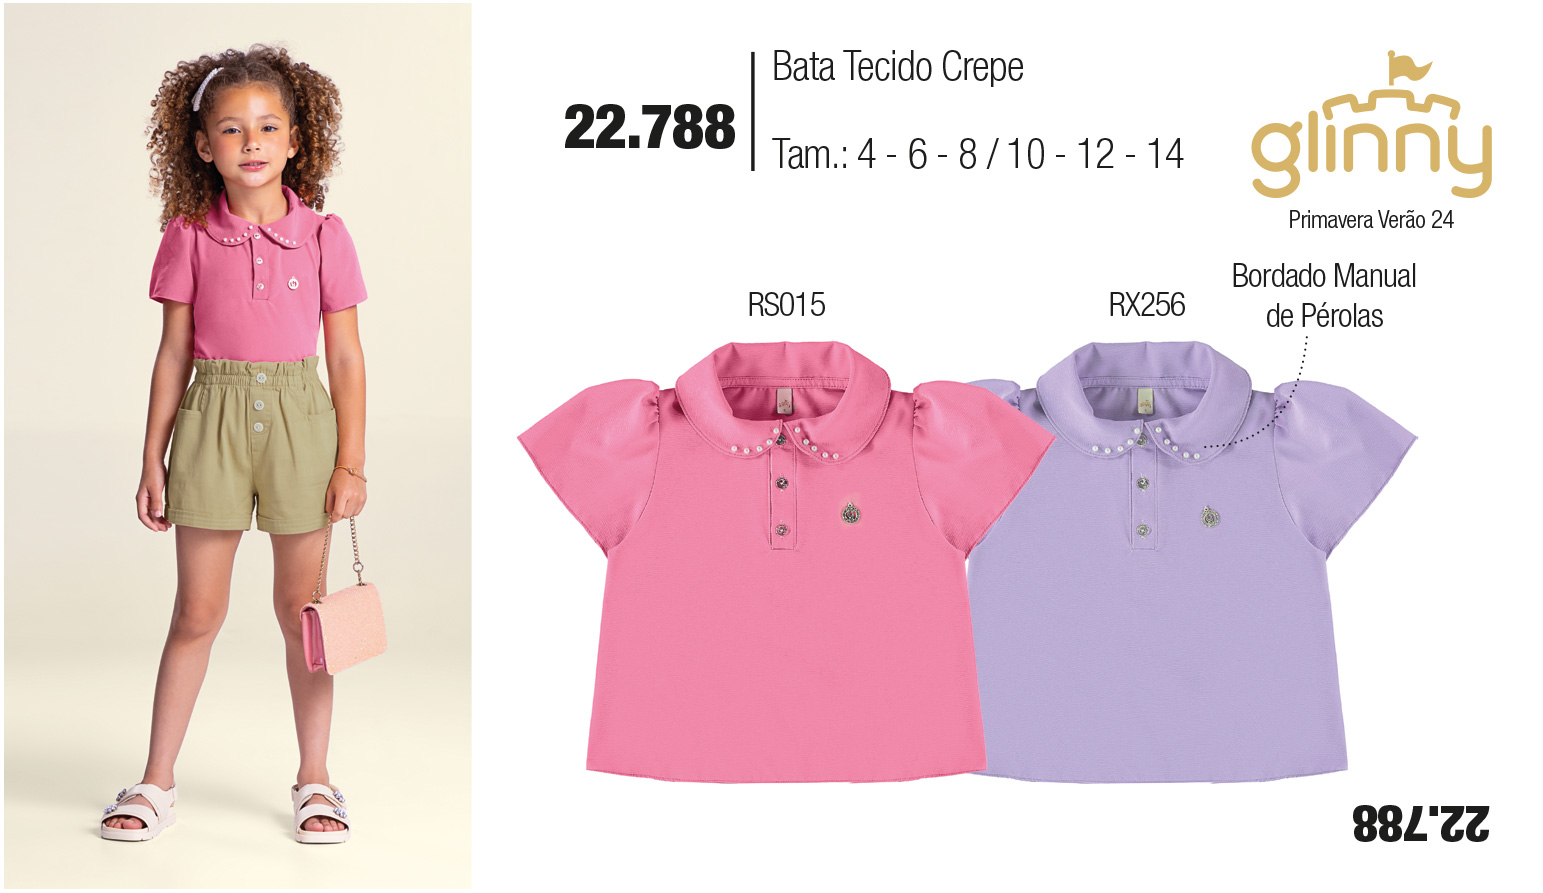 22.788
Bata Tecido Crepe
Tam.: 4 - 6 - 8 / 10 - 12 - 14
glinny
Primavera Verão 24
RS015
RX256
Bordado Manual
de Pérolas
22.788